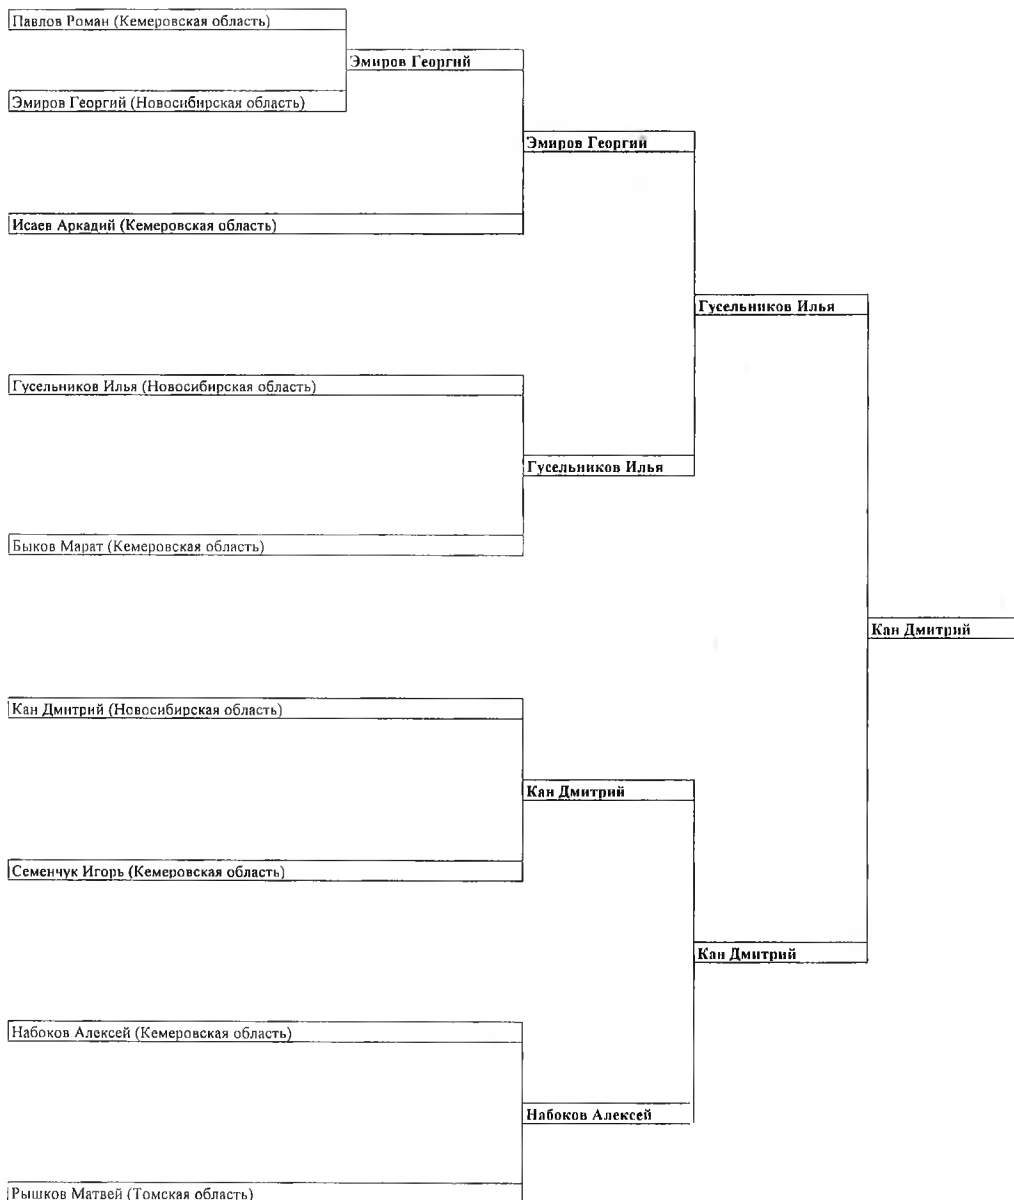 Павлов Роман (Кемеровская область)
Эмиров Георгий
Эмиров Георгий (Новосибирская область)
Эмиров Георгий
Исаев Аркадий (Кемеровская область)
Гусельников Илья
Гусельников Илья (Новосибирская область)
Гусельников Илья
Быков Марат (Кемеровская область)
Кан Дмитрий
Кан Дмитрий (Новосибирская область)
Кан Дмитрий
Семенчук Игорь (Кемеровская область)
Кан Дмитрий
Набоков Алексей (Кемеровская область)
Набоков Алексей
Рышков Матвей (Томская область)